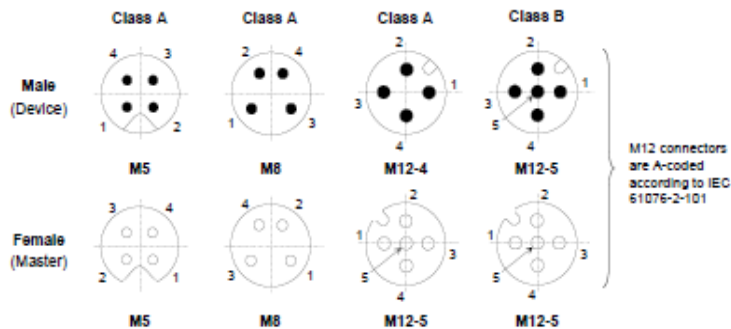 Class A Class A Class A Class B
4 3 2 4 2 2
Male
(Device)
3 1 3 1
1 2 1 3 4 5 4
M5 M8 M12-4 M12-5
M12 connectors
are A-coded
according to IEC
61076-2-101
3 4 4 2 2 2
Female
(Master)
1 3 1 3
2 1 3 1 5 4 5 4
M5 M8 M12-5 M12-5